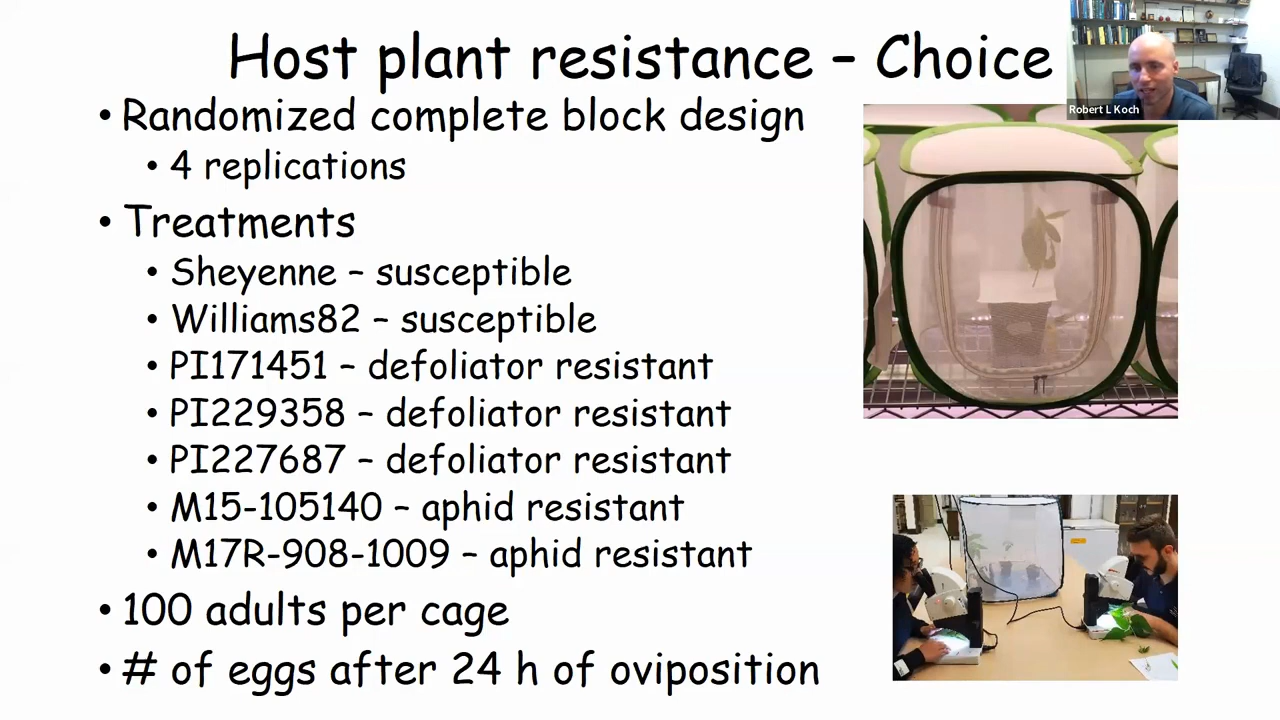 Host plant resistance – Choice
Robert L Koch
• Randomized complete block design
• 4 replications
• Treatments
• Sheyenne – susceptible
• Williams82 – susceptible
• PI171451 – defoliator resistant
• PI229358 – defoliator resistant
• PI227687 – defoliator resistant
• M15-105140 – aphid resistant
• M17R-908-1009 – aphid resistant
• 100 adults per cage
• # of eggs after 24 h of oviposition